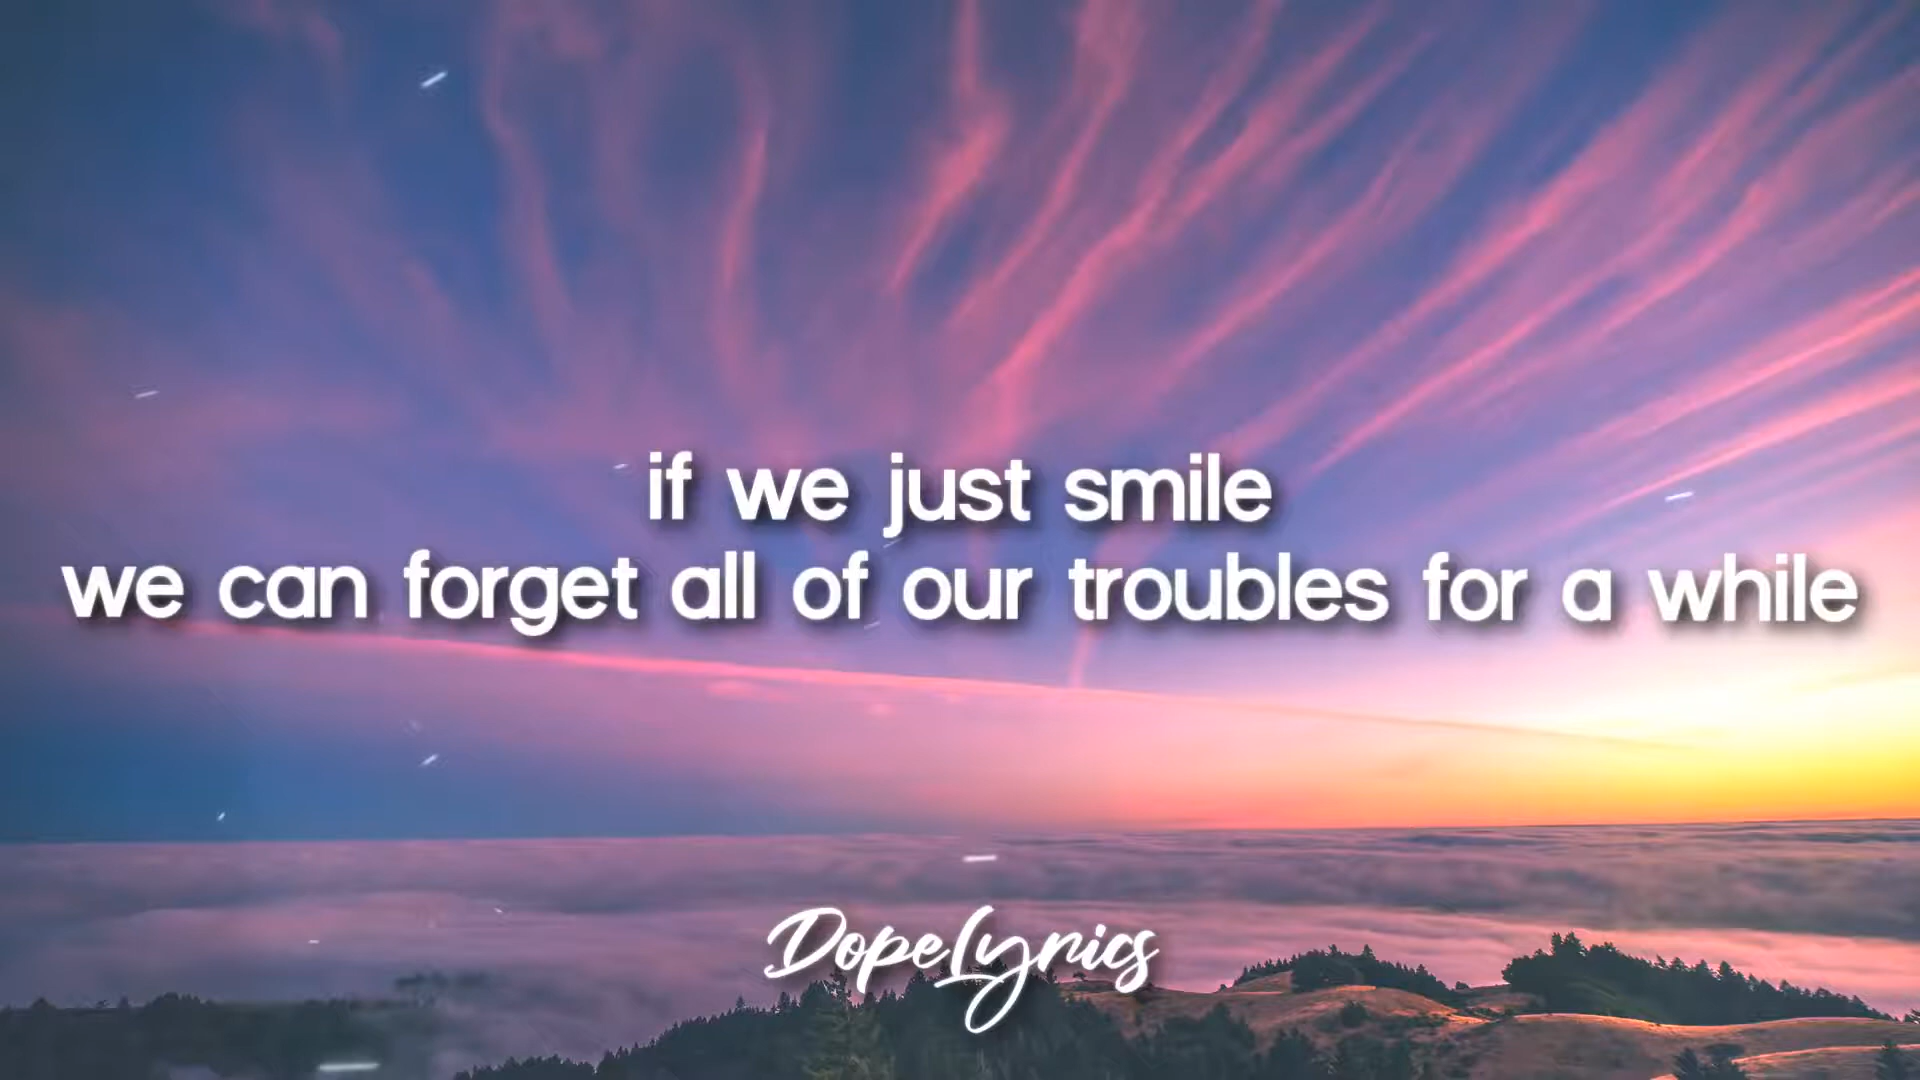 if we just smile
we can forget all of our troubles for a while
DopeLyrics